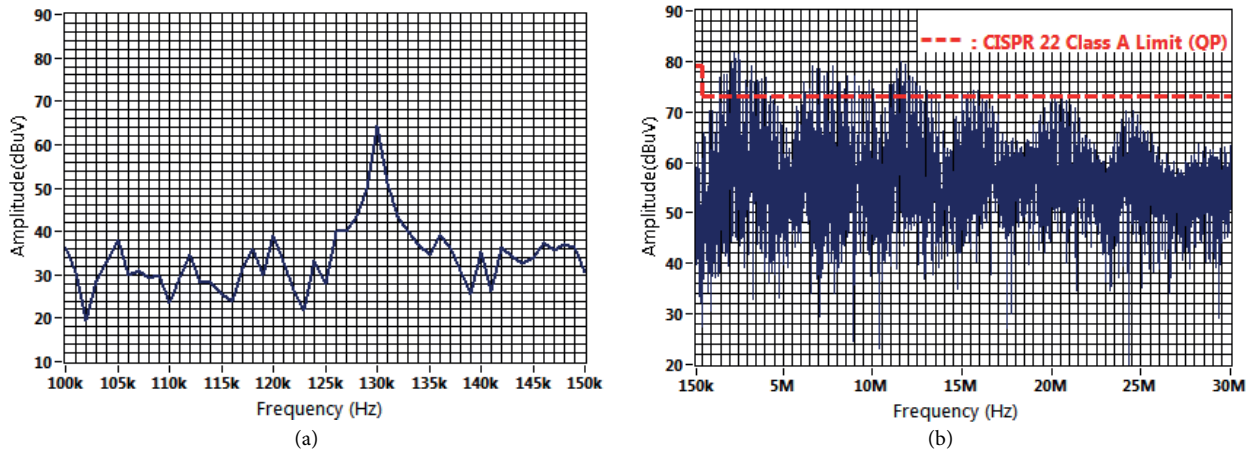 90
80
70
60
50
40
30
20
10
Amplitude(dBuV)
100k 105k 110k 115k 120k 125k 130k 135k 140k 145k 150k
Frequency (Hz)
(a)
: CISPR 22 Class A Limit (QP)
90
80
70
60
50
40
30
20
Amplitude(dBuV)
150k 5M 10M 15M 20M 25M 30M
Frequency (Hz)
(b)